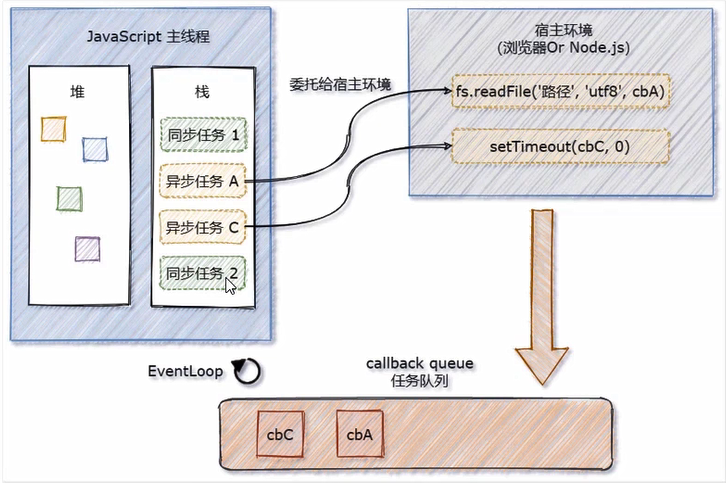 JavaScript 主线程
堆
栈
同步任务 1
异步任务 A
异步任务 C
同步任务 2
委托给宿主环境
宿主环境
(浏览器Or Node.js)
fs.readFile('路径', 'utf8', cbA)
setTimeout(cbC, 0)
EventLoop
callback queue
任务队列
cbC
cbA